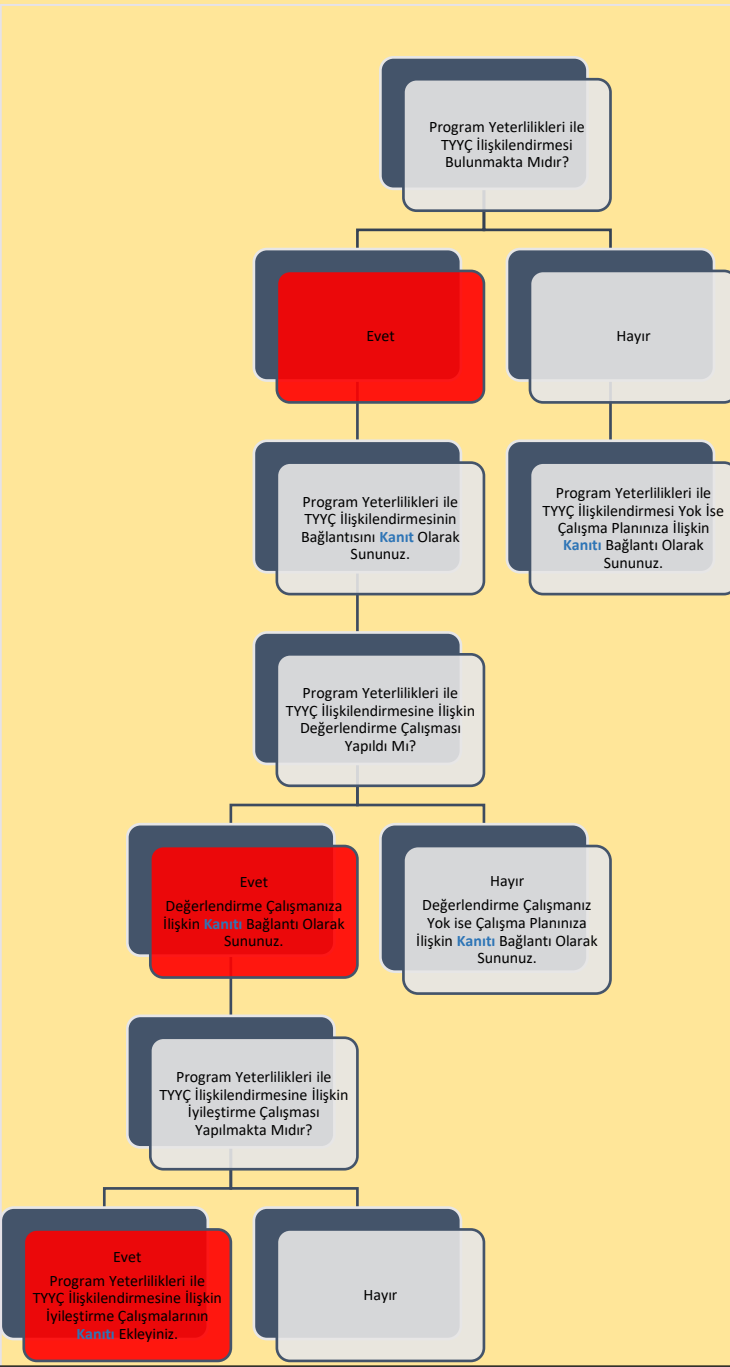 Program Yeterlilikleri ile
TYYÇ İlişkilendirmesi
Bulunmakta Mıdır?
Evet
Hayır
Program Yeterlilikleri ile
TYYÇ İlişkilendirmesinin
Bağlantısını Kanıt Olarak
Sununuz.
Program Yeterlilikleri ile
TYYÇ İlişkilendirmesi Yok İse
Çalışma Planınıza İlişkin
Kanıtı Bağlantı Olarak
Sununuz.
Program Yeterlilikleri ile
TYYÇ İlişkilendirmesine İlişkin
Değerlendirme Çalışması
Yapıldı Mı?
Evet
Değerlendirme Çalışmanıza
İlişkin Kanıtı Bağlantı Olarak
Sununuz.
Hayır
Değerlendirme Çalışmanız
Yok ise Çalışma Planınıza
İlişkin Kanıtı Bağlantı Olarak
Sununuz.
Program Yeterlilikleri ile
TYYÇ İlişkilendirmesine İlişkin
İyileştirme Çalışması
Yapılmakta Mıdır?
Evet
Program Yeterlilikleri ile
TYYÇ İlişkilendirmesine İlişkin
İyileştirme Çalışmalarının
Kanıtı Ekleyiniz.
Hayır